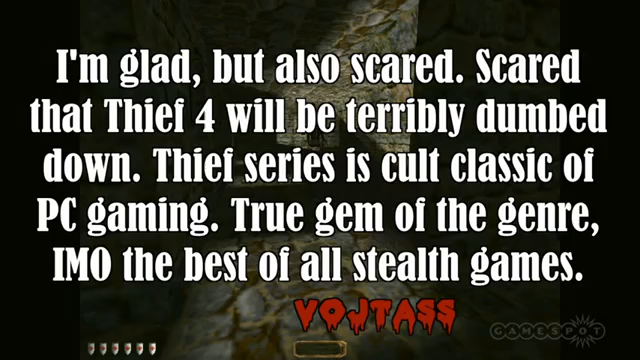 I'm glad, but also scared. Scared
that Thief 4 will be terribly dumbed
down. Thief series is cult classic of
PC gaming. True gem of the genre,
IMO the best of all stealth games.
VOJTASS
GAMESPOT